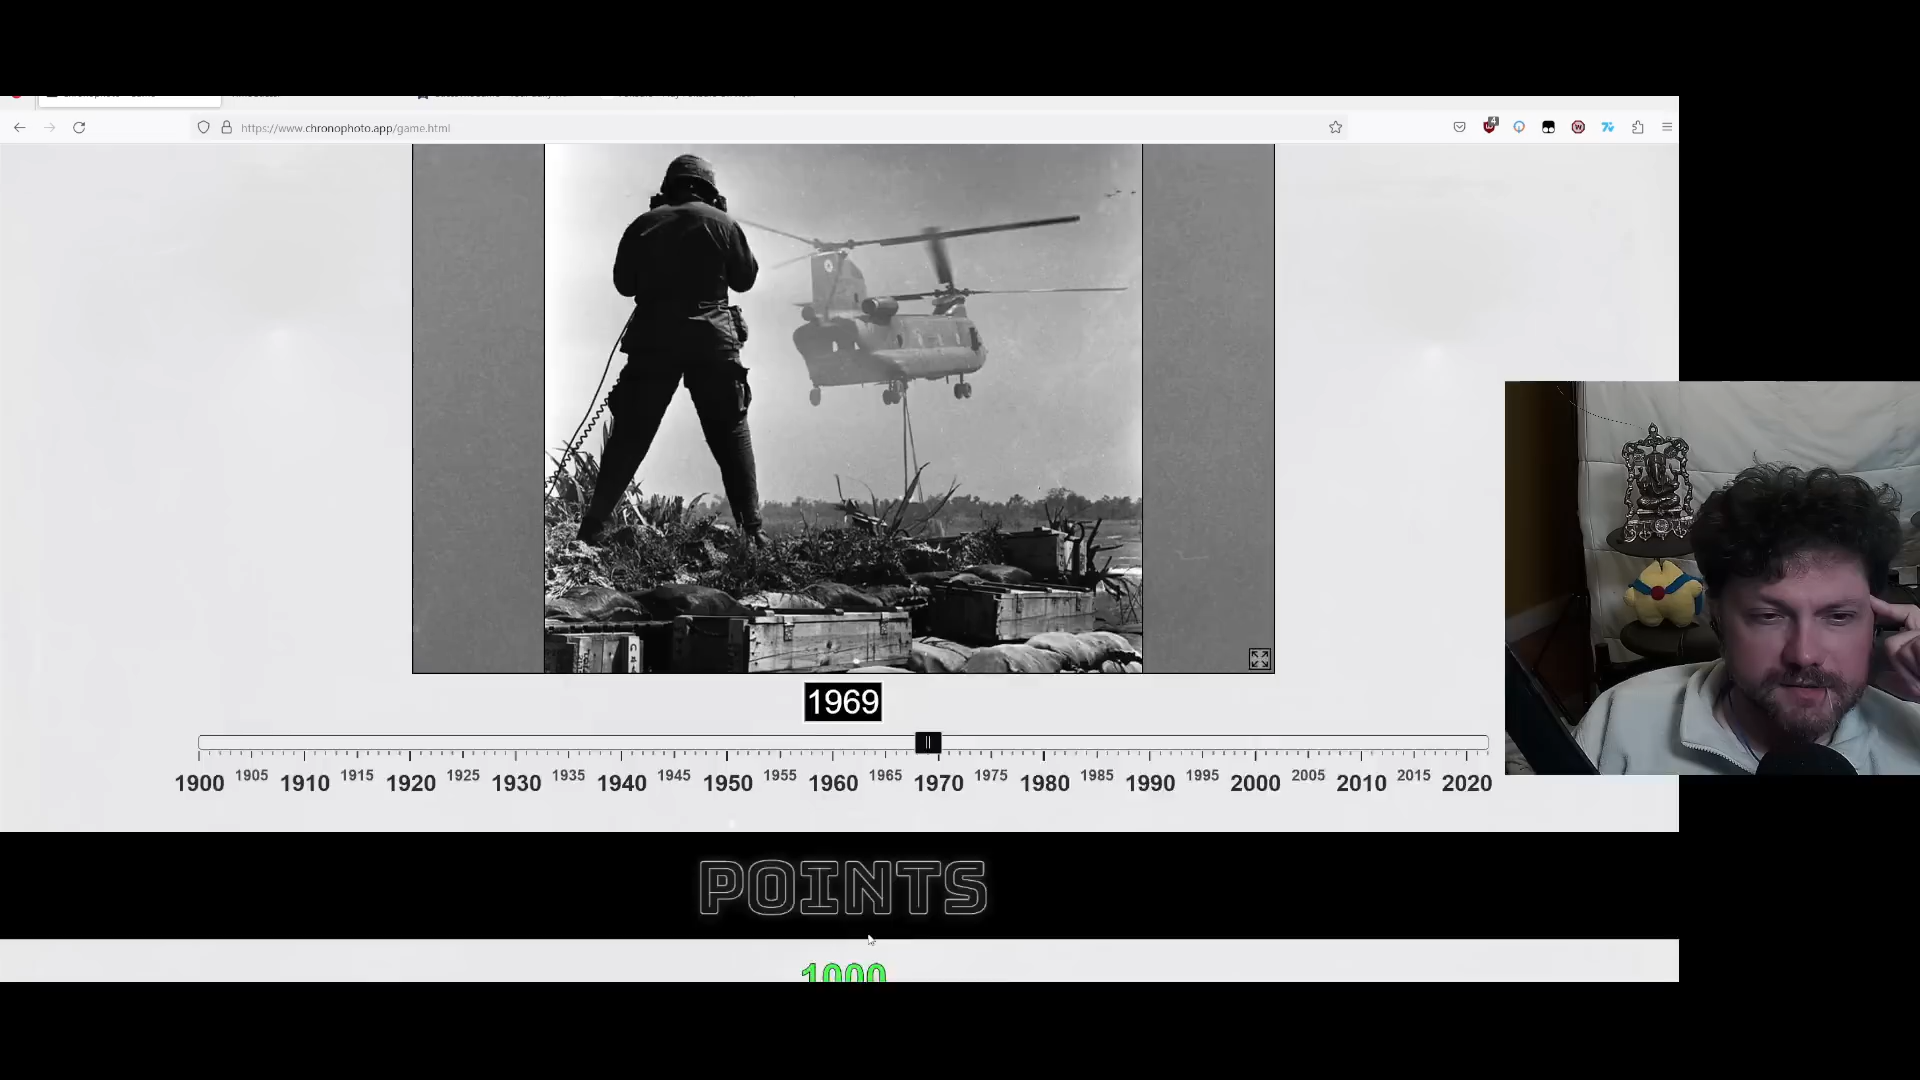 https://www.chronophoto.app/game.html
4
1969
1900 1905 1910 1915 1920 1925 1930 1935 1940 1945 1950 1955 1960 1965 1970 1975 1980 1985 1990 1995 2000 2005 2010 2015 2020
POINTS
1000